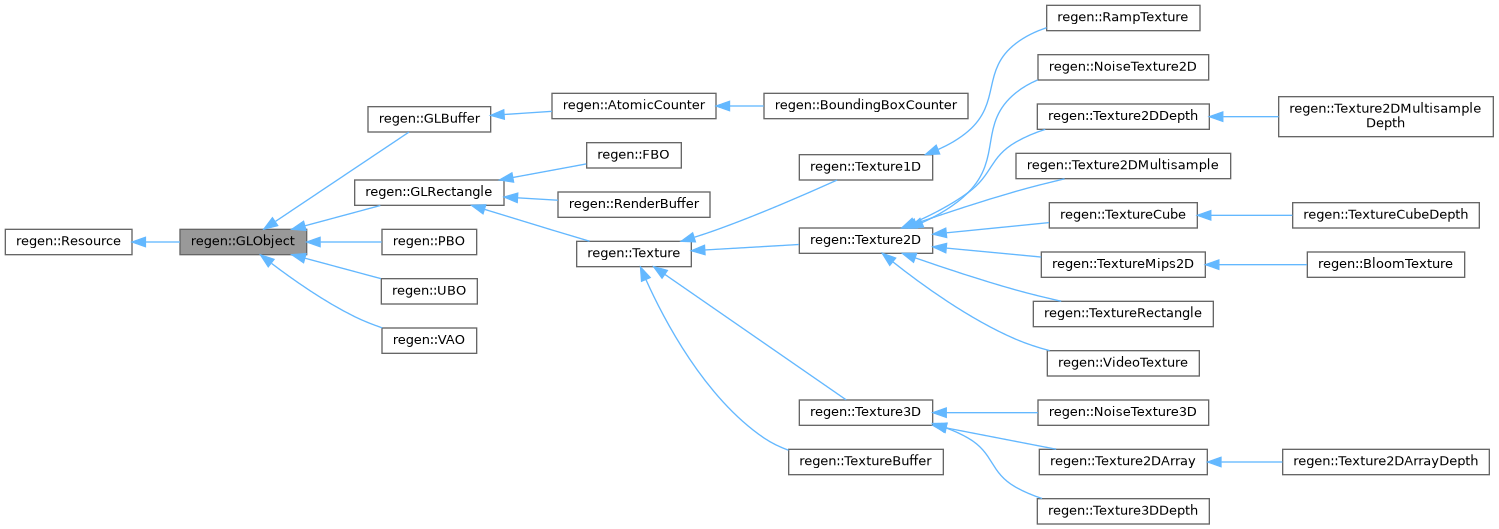 regen::Resource
regen::GLObject
regen::GLBuffer
regen::GLRectangle
regen::PBO
regen::UBO
regen::VAO
regen::AtomicCounter
regen::FBO
regen::RenderBuffer
regen::Texture
regen::BoundingBoxCounter
regen::Texture1D
regen::Texture2D
regen::Texture3D
regen::TextureBuffer
regen::RampTexture
regen::NoiseTexture2D
regen::Texture2DDepth
regen::Texture2DMultisample
regen::TextureCube
regen::TextureMips2D
regen::TextureRectangle
regen::VideoTexture
regen::NoiseTexture3D
regen::Texture2DArray
regen::Texture3DDepth
regen::Texture2DMultisample
Depth
regen::TextureCubeDepth
regen::BloomTexture
regen::Texture2DArrayDepth